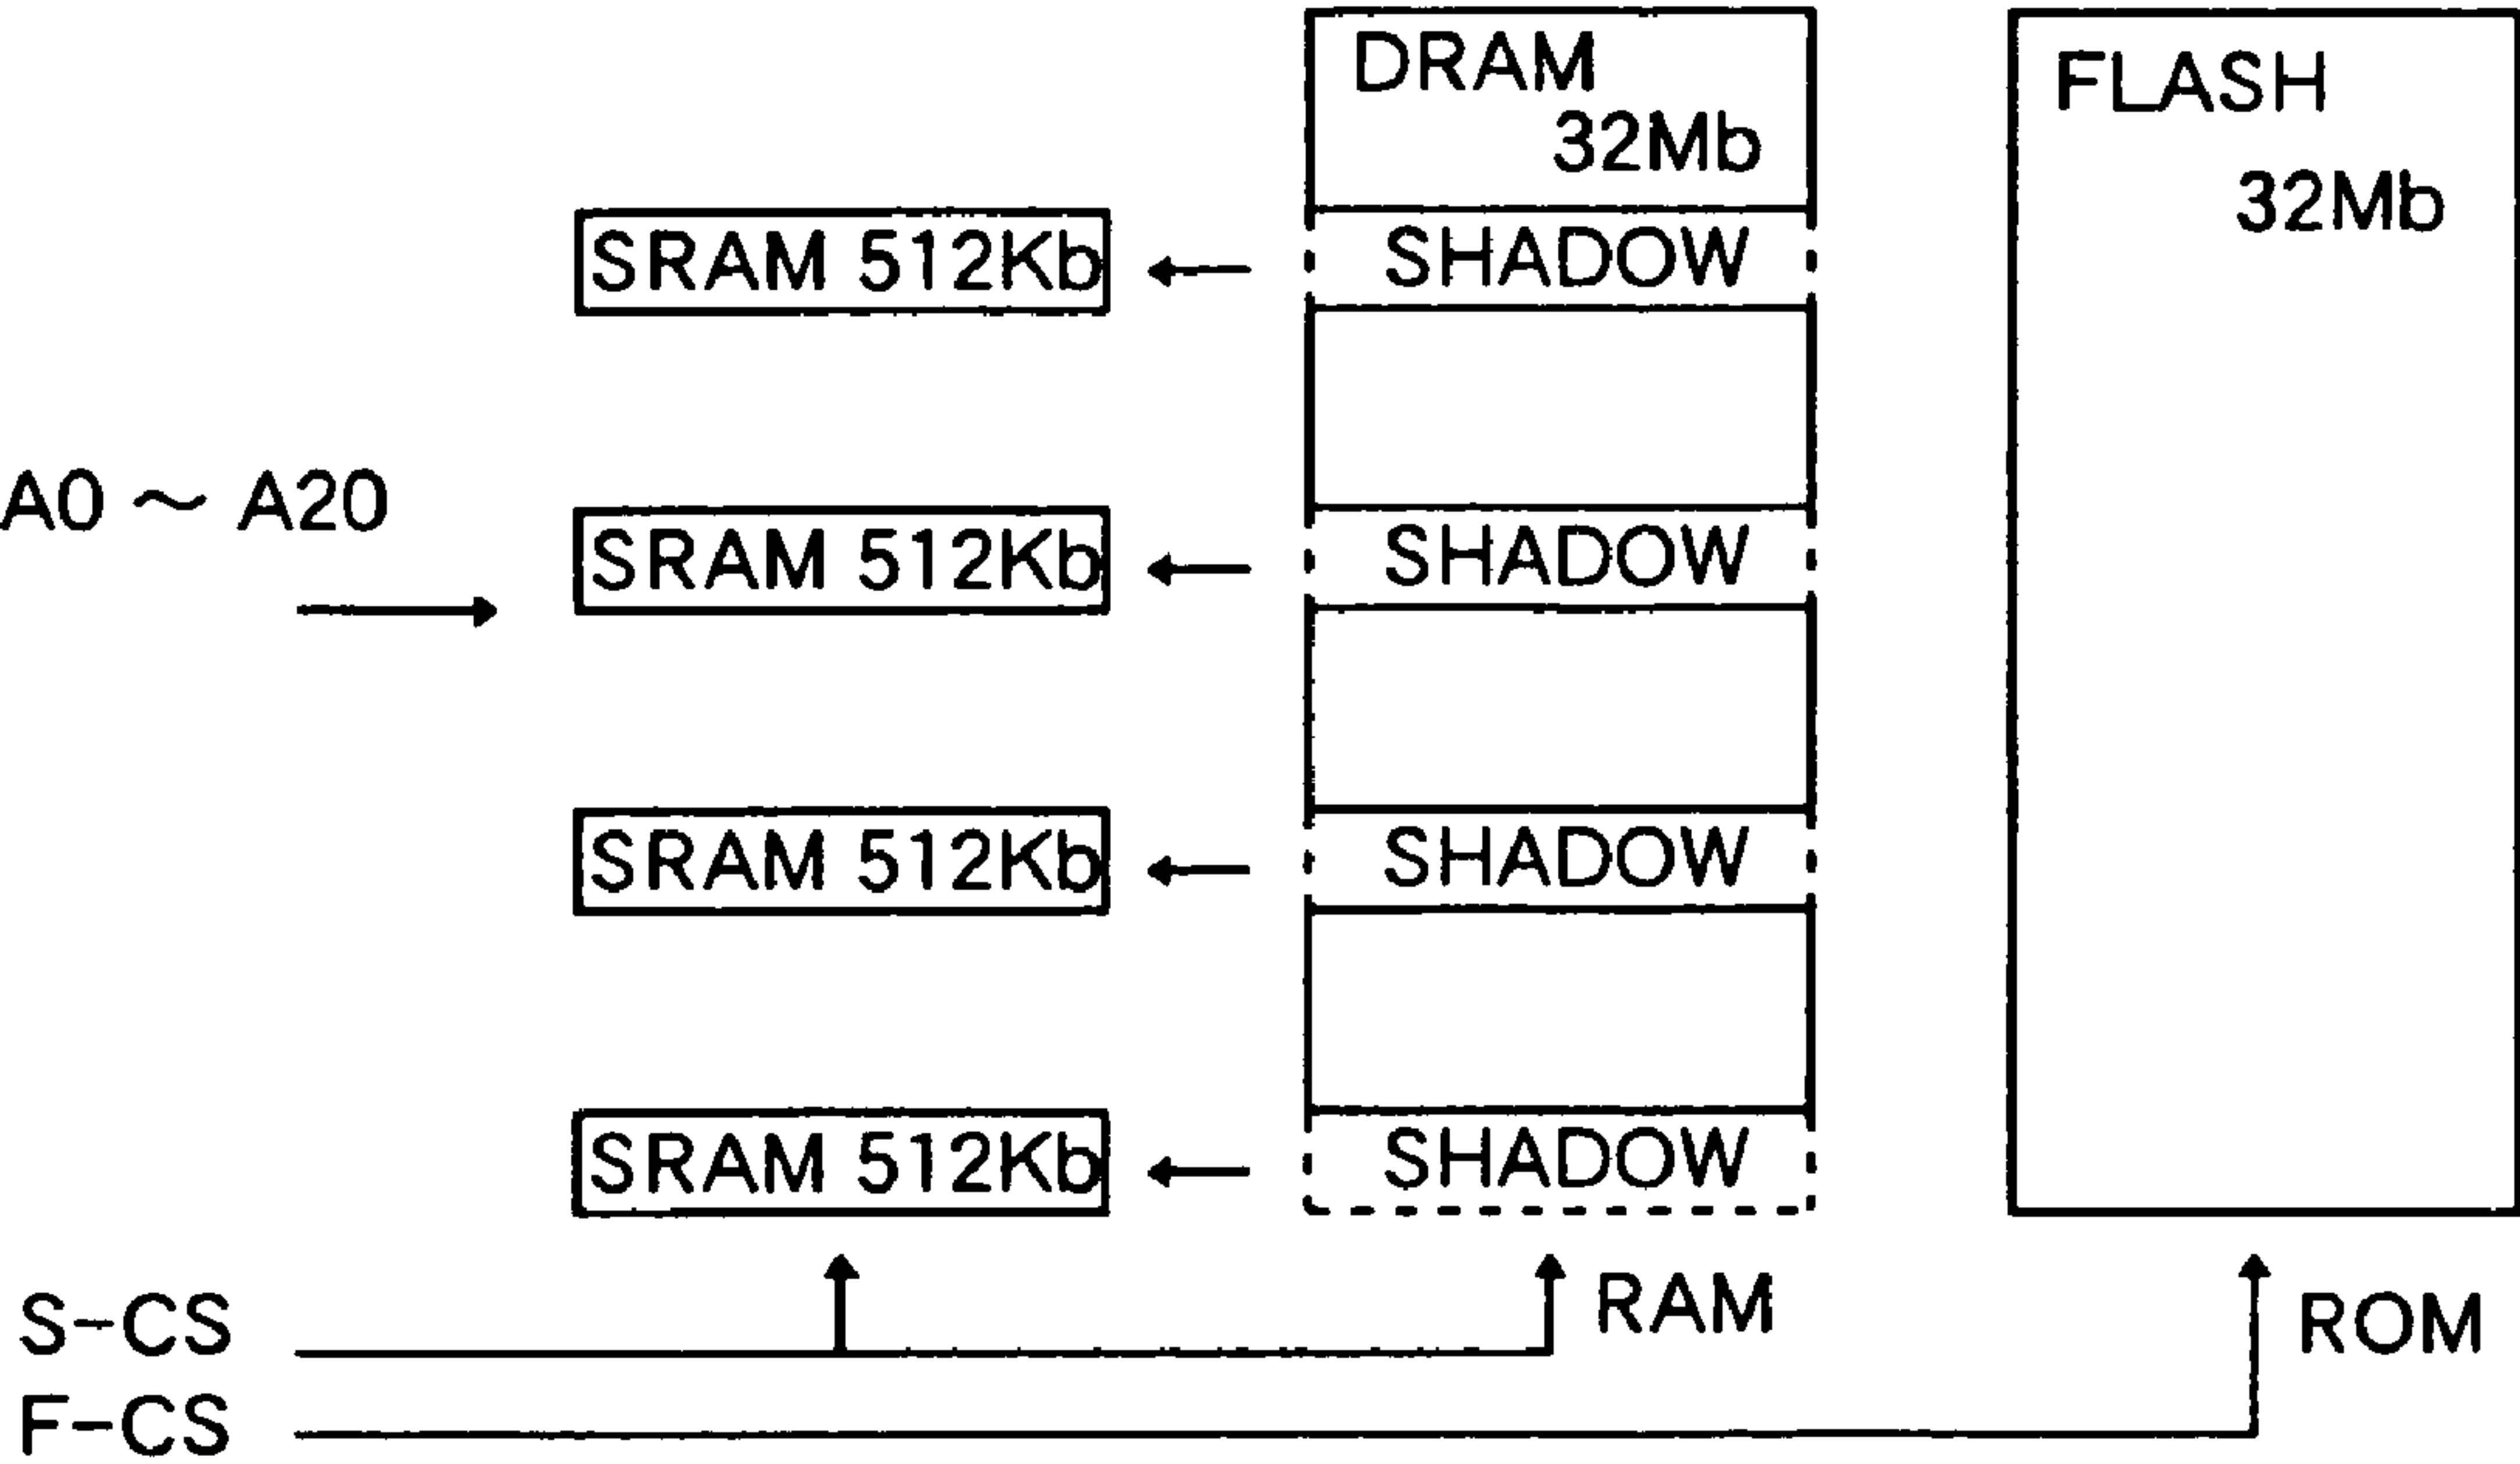 DRAM
32Mb
FLASH
32Mb
SRAM 512Kb
SHADOW
A0 ~ A20
SRAM 512Kb
SHADOW
SRAM 512Kb
SHADOW
SRAM 512Kb
SHADOW
S-CS
RAM
ROM
F-CS